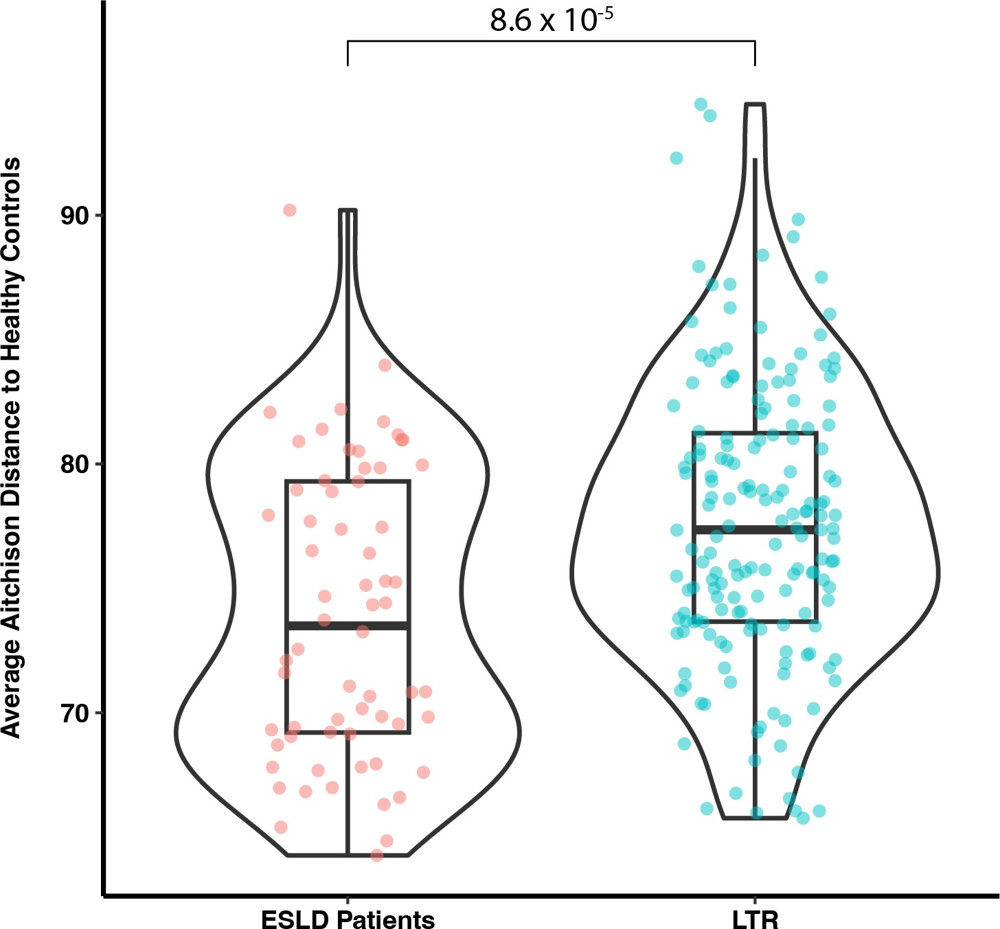 8.6 x 10⁻⁵
Average Aitchison Distance to Healthy Controls
90
80
70
ESLD Patients
LTR